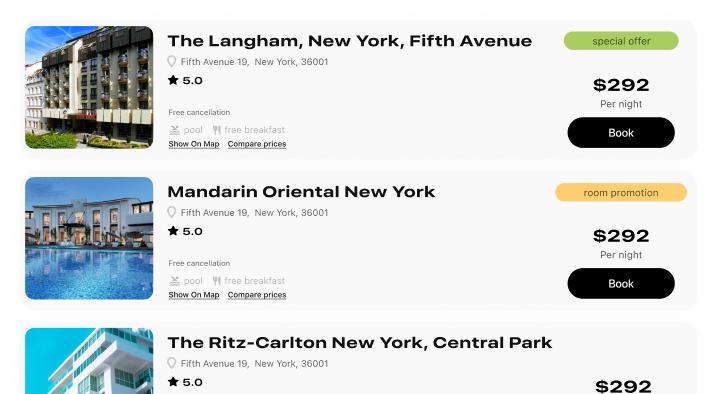 The Langham, New York, Fifth Avenue
special offer
Fifth Avenue 19, New York, 36001
5.0
$292
Per night
Free cancellation
pool free breakfast
Book
Show On Map Compare prices
Mandarin Oriental New York
room promotion
Fifth Avenue 19, New York, 36001
5.0
$292
Per night
Free cancellation
pool free breakfast
Book
Show On Map Compare prices
The Ritz-Carlton New York, Central Park
Fifth Avenue 19, New York, 36001
5.0
$292